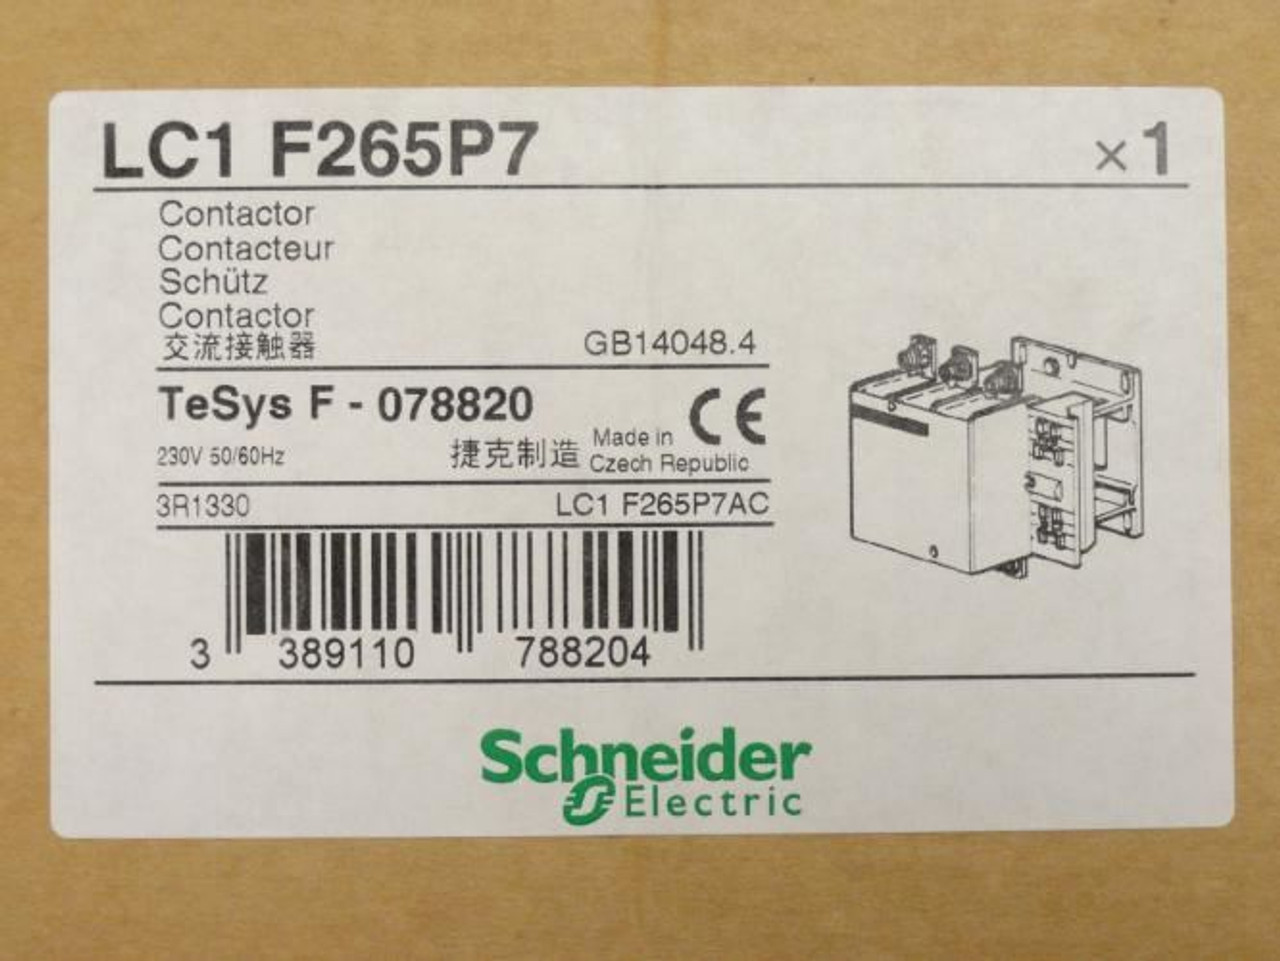 LC1 F265P7 × 1
Contactor
Contacteur
Schütz
Contactor
交流接触器 GB14048.4
TeSys F - 078820 CE
230V 50/60Hz 捷克制造 Made in
Czech Republic
3R1330 LC1 F265P7AC
3 389110 788204
Schneider
Electric